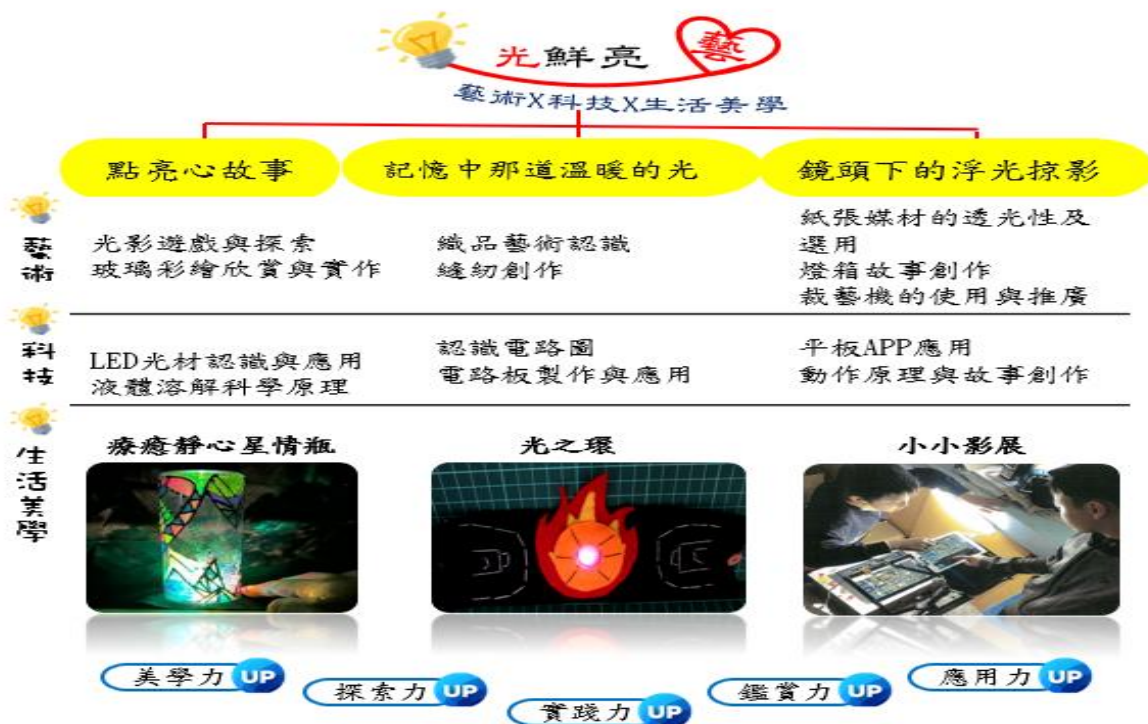 光鮮亮藝
藝術X科技X生活美學
點亮心故事
記憶中那道溫暖的光
鏡頭下的浮光掠影
藝術
光影遊戲與探索
玻璃彩繪欣賞與實作
織品藝術認識
縫紉創作
紙張媒材的透光性及
選用
燈箱故事創作
裁藝機的使用與推廣
科技
LED光材認識與應用
液體溶解科學原理
認識電路圖
電路板製作與應用
平板APP應用
動作原理與故事創作
生活美學
療癒靜心星情瓶
光之環
小小影展
美學力 UP
探索力 UP
實踐力 UP
鑑賞力 UP
應用力 UP